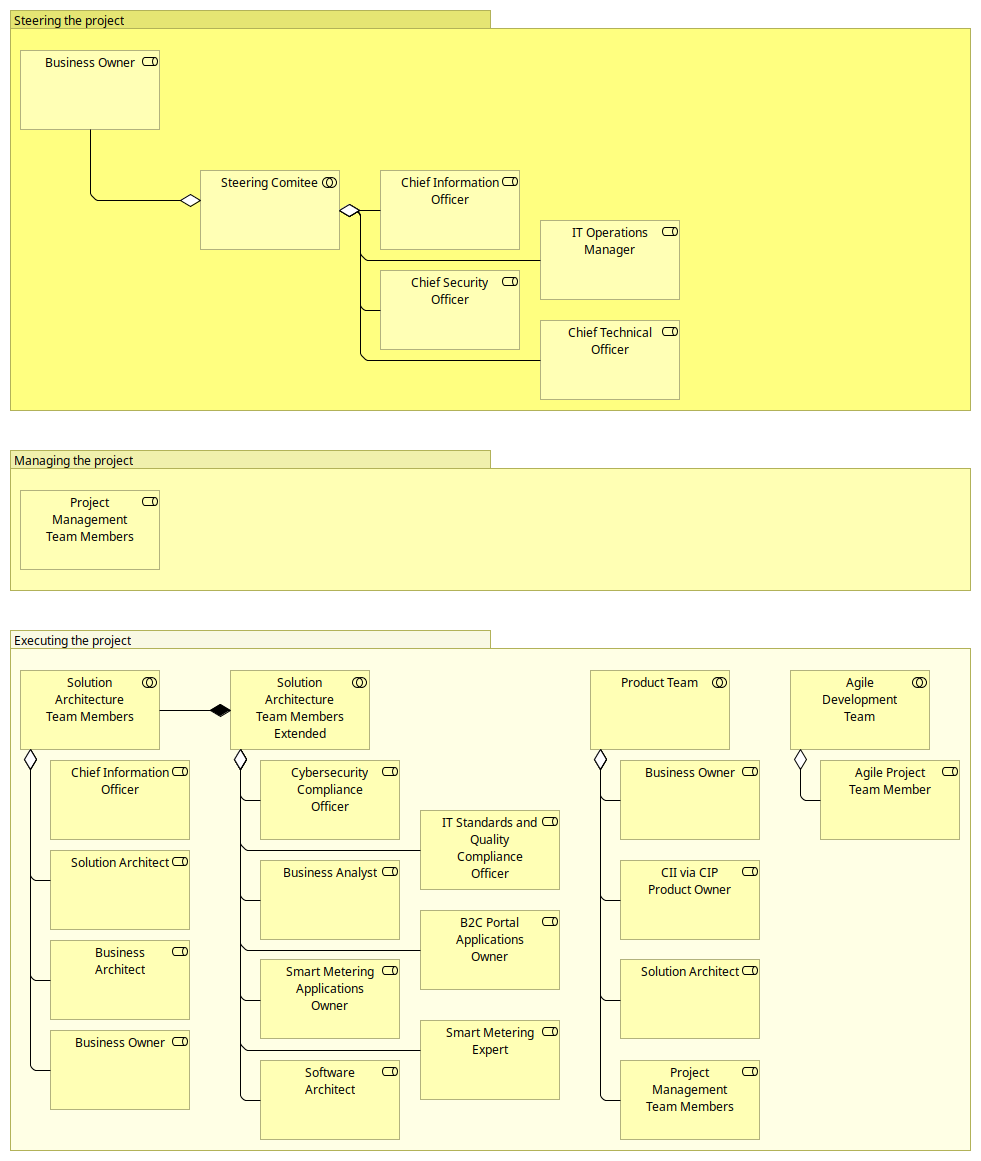 Steering the project
Business Owner
Steering Comitee
Chief Information
Officer
IT Operations
Manager
Chief Security
Officer
Chief Technical
Officer
Managing the project
Project
Management
Team Members
Executing the project
Solution
Architecture
Team Members
Solution
Architecture
Team Members
Extended
Product Team
Agile
Development
Team
Chief Information
Officer
Solution Architect
Business
Architect
Business Owner
Cybersecurity
Compliance
Officer
IT Standards and
Quality
Compliance
Officer
Business Analyst
B2C Portal
Applications
Owner
Smart Metering
Applications
Owner
Smart Metering
Expert
Software
Architect
Business Owner
CII via CIP
Product Owner
Solution Architect
Project
Management
Team Members
Agile Project
Team Member